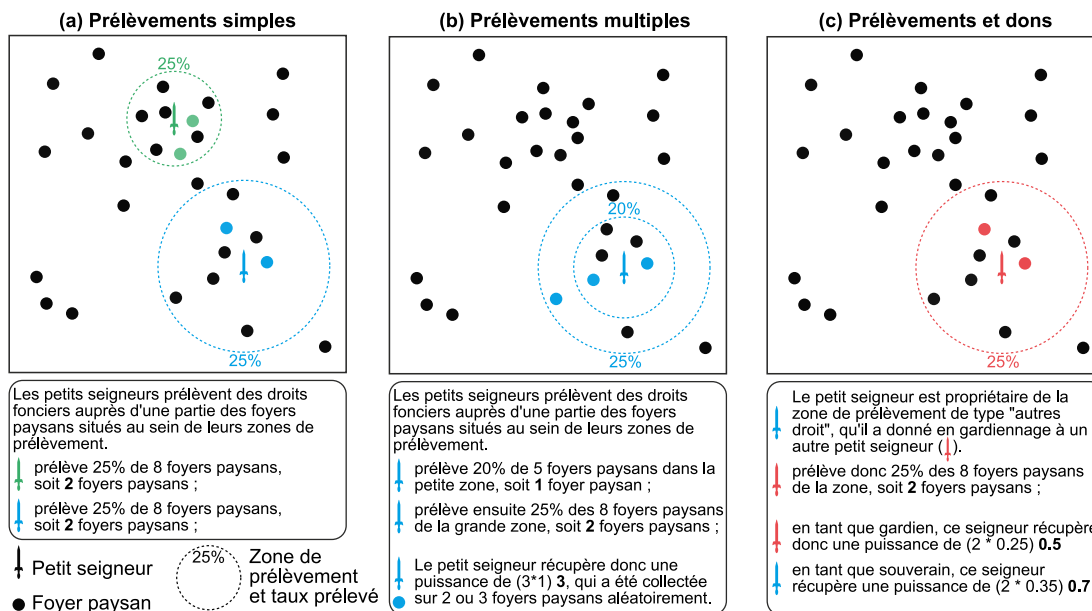 (a) Prélèvements simples
25%
25%
Les petits seigneurs prélèvent des droits
fonciers auprès d'une partie des foyers
paysans situés au sein de leurs zones de
prélèvement.
prélève 25% de 8 foyers paysans,
soit 2 foyers paysans ;
prélève 25% de 8 foyers paysans,
soit 2 foyers paysans ;
Petit seigneur
Foyer paysan
25%
Zone de
prélèvement
et taux prélevé
(b) Prélèvements multiples
20%
25%
Les petits seigneurs prélèvent des droits
fonciers auprès d'une partie des foyers
paysans situés au sein de leurs zones de
prélèvement.
prélève 20% de 5 foyers paysans dans la
petite zone, soit 1 foyer paysan ;
prélève ensuite 25% des 8 foyers paysans
de la grande zone, soit 2 foyers paysans ;
Le petit seigneur récupère donc une
puissance de (3*1) 3, qui a été collectée
sur 2 ou 3 foyers paysans aléatoirement.
(c) Prélèvements et dons
25%
Le petit seigneur est propriétaire de la
zone de prélèvement de type "autres
droit", qu'il a donné en gardiennage à un
autre petit seigneur ( ).
prélève donc 25% des 8 foyers paysans
de la zone, soit 2 foyers paysans ;
en tant que gardien, ce seigneur récupère
donc une puissance de (2 * 0.25) 0.5
en tant que souverain, ce seigneur
récupère une puissance de (2 * 0.35) 0.7